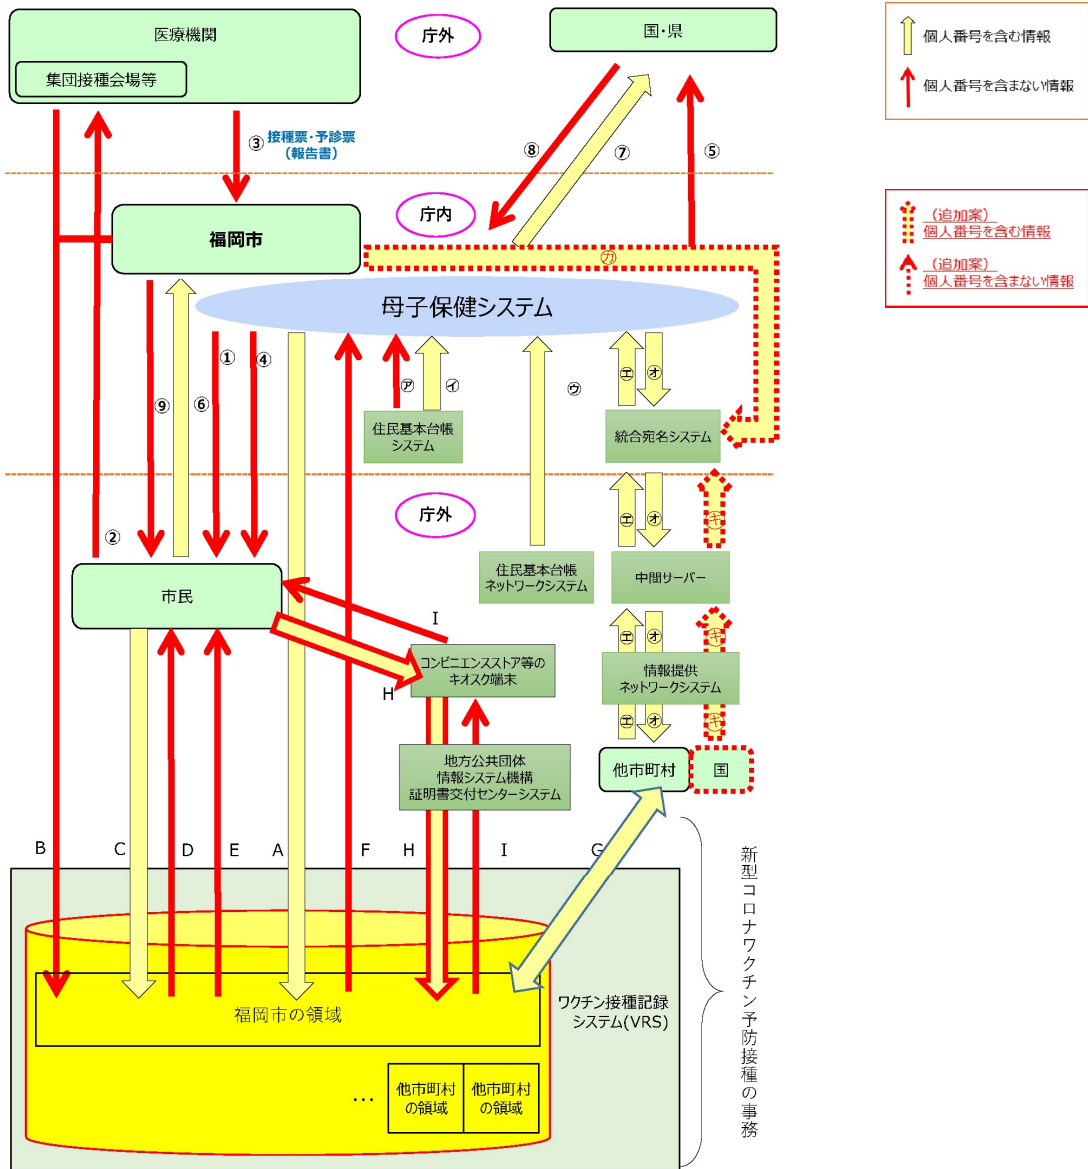 医療機関
集団接種会場等
庁外
国・県
個人番号を含む情報
個人番号を含まない情報
③
接種票・予診票
（報告書）
⑧
⑦
⑤
福岡市
庁内
㋕
（追加案）
個人番号を含む情報
（追加案）
個人番号を含まない情報
母子保健システム
⑨
⑥
①
④
㋐
㋑
㋒
㋓
㋔
住民基本台帳
システム
統合宛名システム
②
庁外
㋓
㋔
㋖
市民
住民基本台帳
ネットワークシステム
中間サーバー
I
H
コンビニエンスストア等の
キオスク端末
㋓
㋔
㋖
情報提供
ネットワークシステム
㋓
㋔
㋖
地方公共団体
情報システム機構
証明書交付センターシステム
他市町村
国
B
C
D
E
A
F
H
I
G
福岡市の領域
ワクチン接種記録
システム(VRS)
…
他市町村
の領域
他市町村
の領域
新型コロナワクチン予防接種の事務